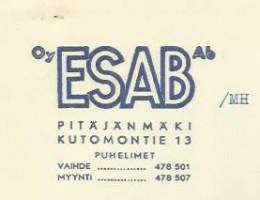 Oy ESAB Ab
/MH
PITÄJÄNMÄKI
KUTOMONTIE 13
PUHELIMET
VAIHDE .............. 478 501
MYYNTI .............. 478 507